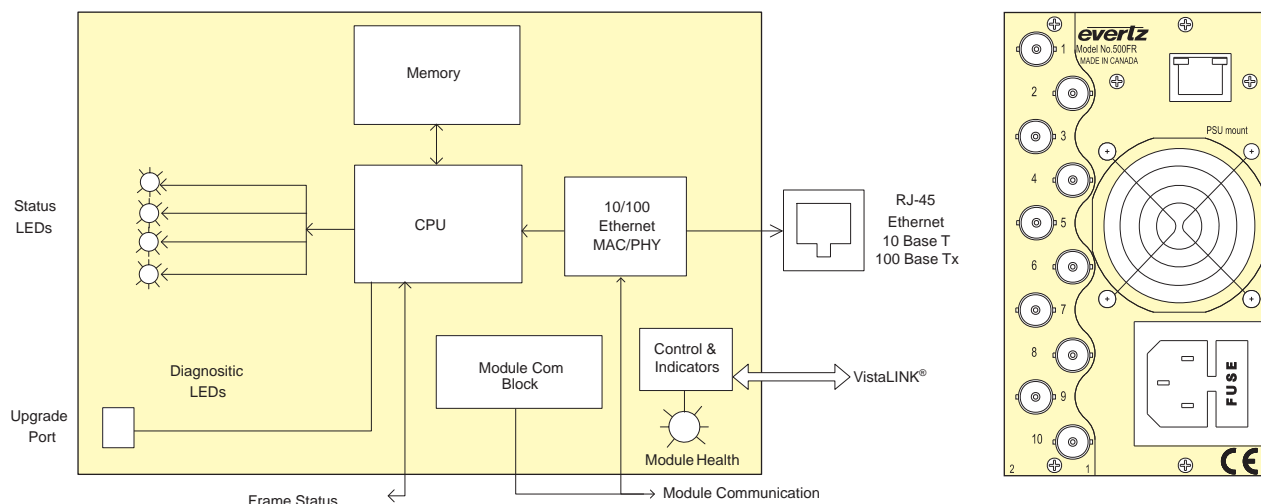 Memory
Status
LEDs
CPU
10/100
Ethernet
MAC/PHY
RJ-45
Ethernet
10 Base T
100 Base Tx
Diagnositic
LEDs
Module Com
Block
Control &
Indicators
VistaLINK®
Upgrade
Port
Module Health
Frame Status
Module Communication
evertz
Model No.500FR
MADE IN CANADA
PSU mount
1
2
3
4
5
6
7
8
9
10
FUSE
2
1
CE